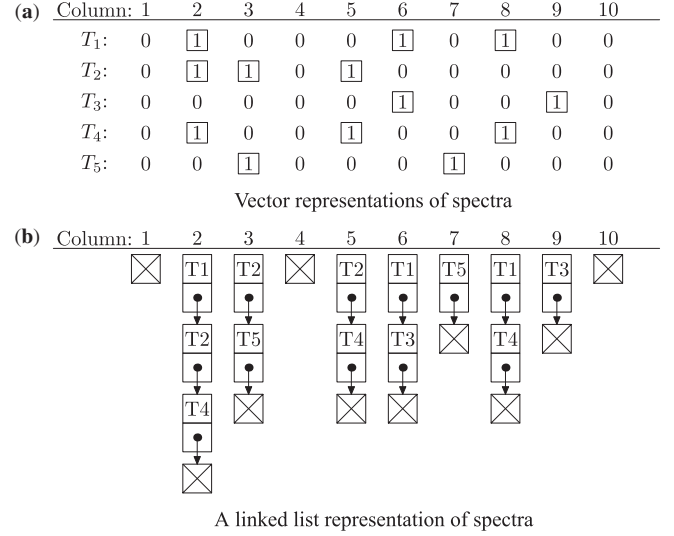 (a) Column: 1 2 3 4 5 6 7 8 9 10
T1: 0 1 0 0 0 1 0 1 0 0
T2: 0 1 1 0 1 0 0 0 0 0
T3: 0 0 0 0 0 1 0 0 1 0
T4: 0 1 0 0 1 0 0 1 0 0
T5: 0 0 1 0 0 0 1 0 0 0
Vector representations of spectra
(b) Column: 1 2 3 4 5 6 7 8 9 10
T1 T2 T2 T1 T5 T1 T3
T2 T5 T4 T3 T4
T4
A linked list representation of spectra